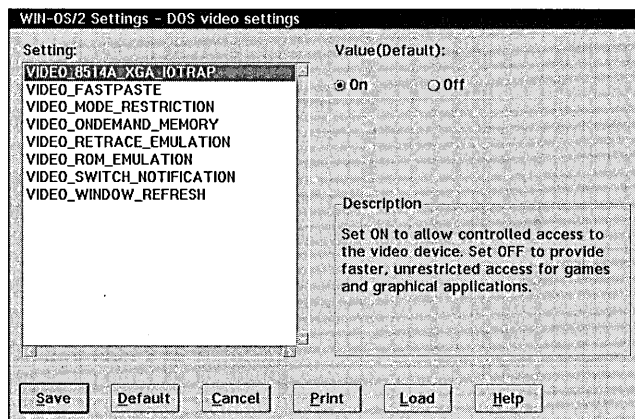 WIN-OS/2 Settings - DOS video settings
Setting:
VIDEO_8514A_XGA_IOTRAP
VIDEO_FASTPASTE
VIDEO_MODE_RESTRICTION
VIDEO_ONDEMAND_MEMORY
VIDEO_RETRACE_EMULATION
VIDEO_ROM_EMULATION
VIDEO_SWITCH_NOTIFICATION
VIDEO_WINDOW_REFRESH
Value(Default):
On Off
Description
Set ON to allow controlled access to
the video device. Set OFF to provide
faster, unrestricted access for games
and graphical applications.
Save Default Cancel Print Load Help